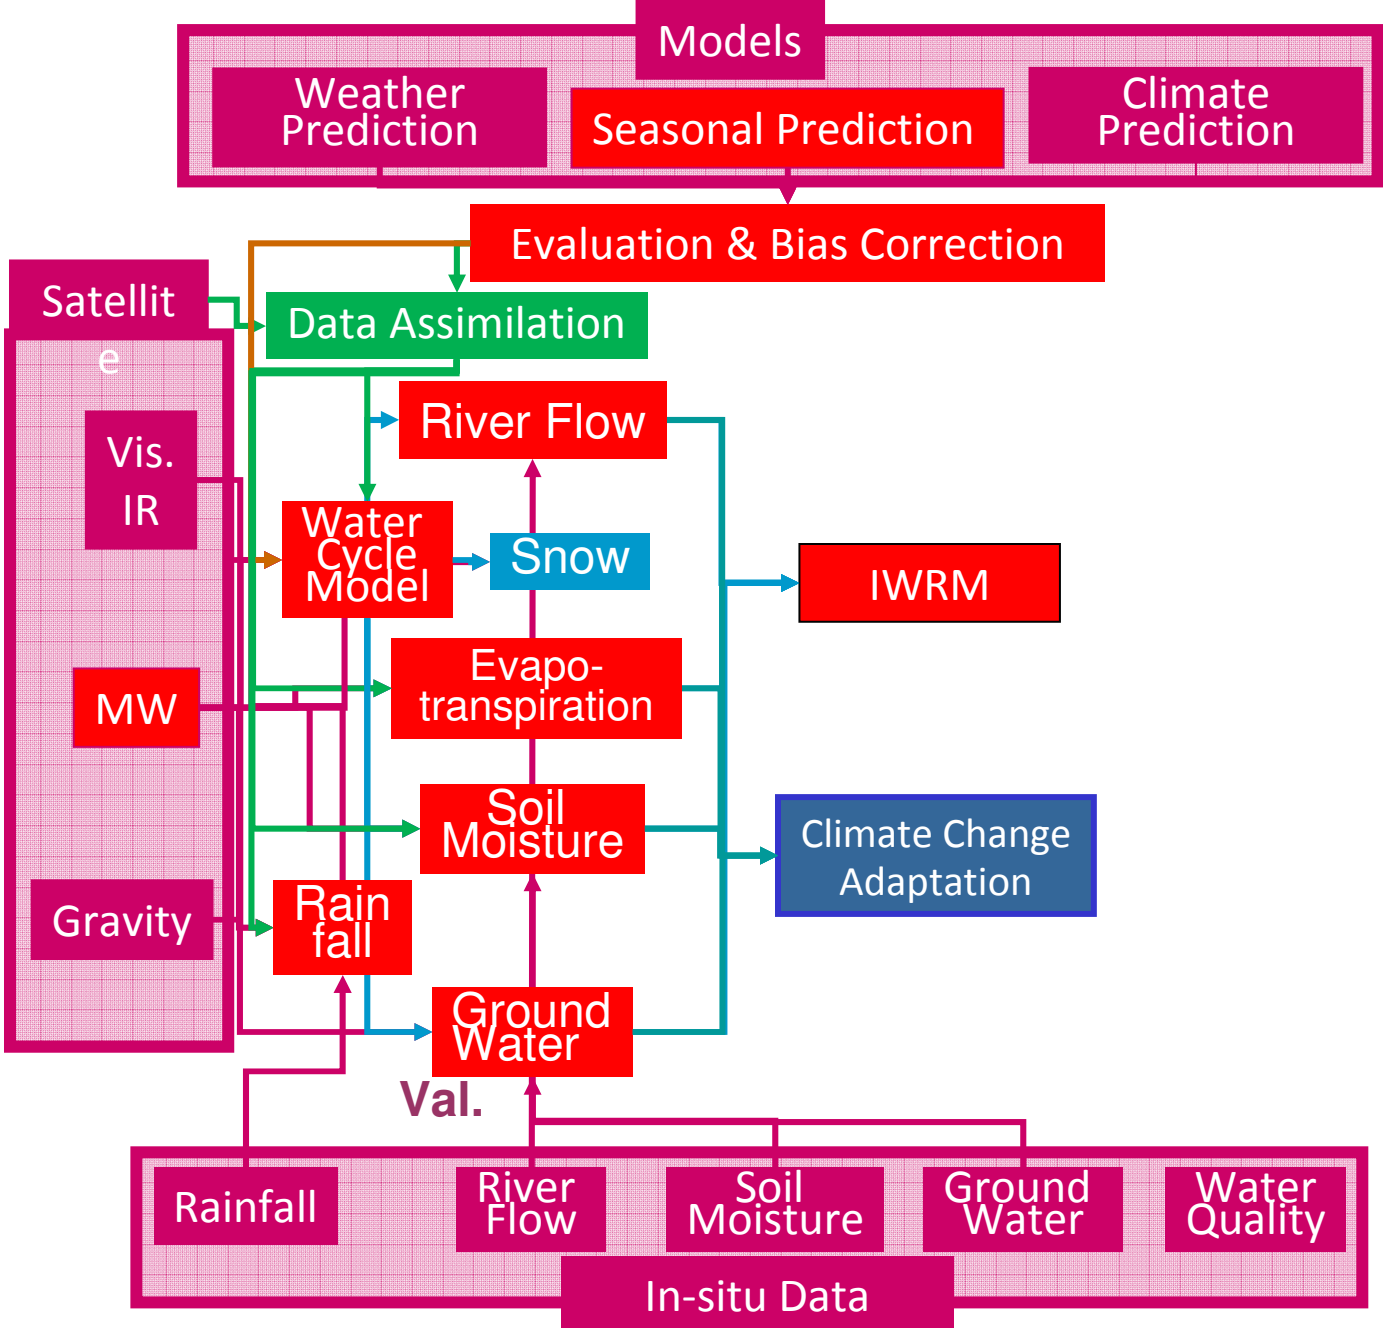 Models
Weather
Prediction
Seasonal Prediction
Climate
Prediction
Evaluation & Bias Correction
Satellit
e
Data Assimilation
River Flow
Vis.
IR
Water
Cycle
Model
Snow
IWRM
Evapo-
transpiration
MW
Soil
Moisture
Climate Change
Adaptation
Gravity
Rain
fall
Ground
Water
Val.
Rainfall
River
Flow
Soil
Moisture
Ground
Water
Water
Quality
In-situ Data